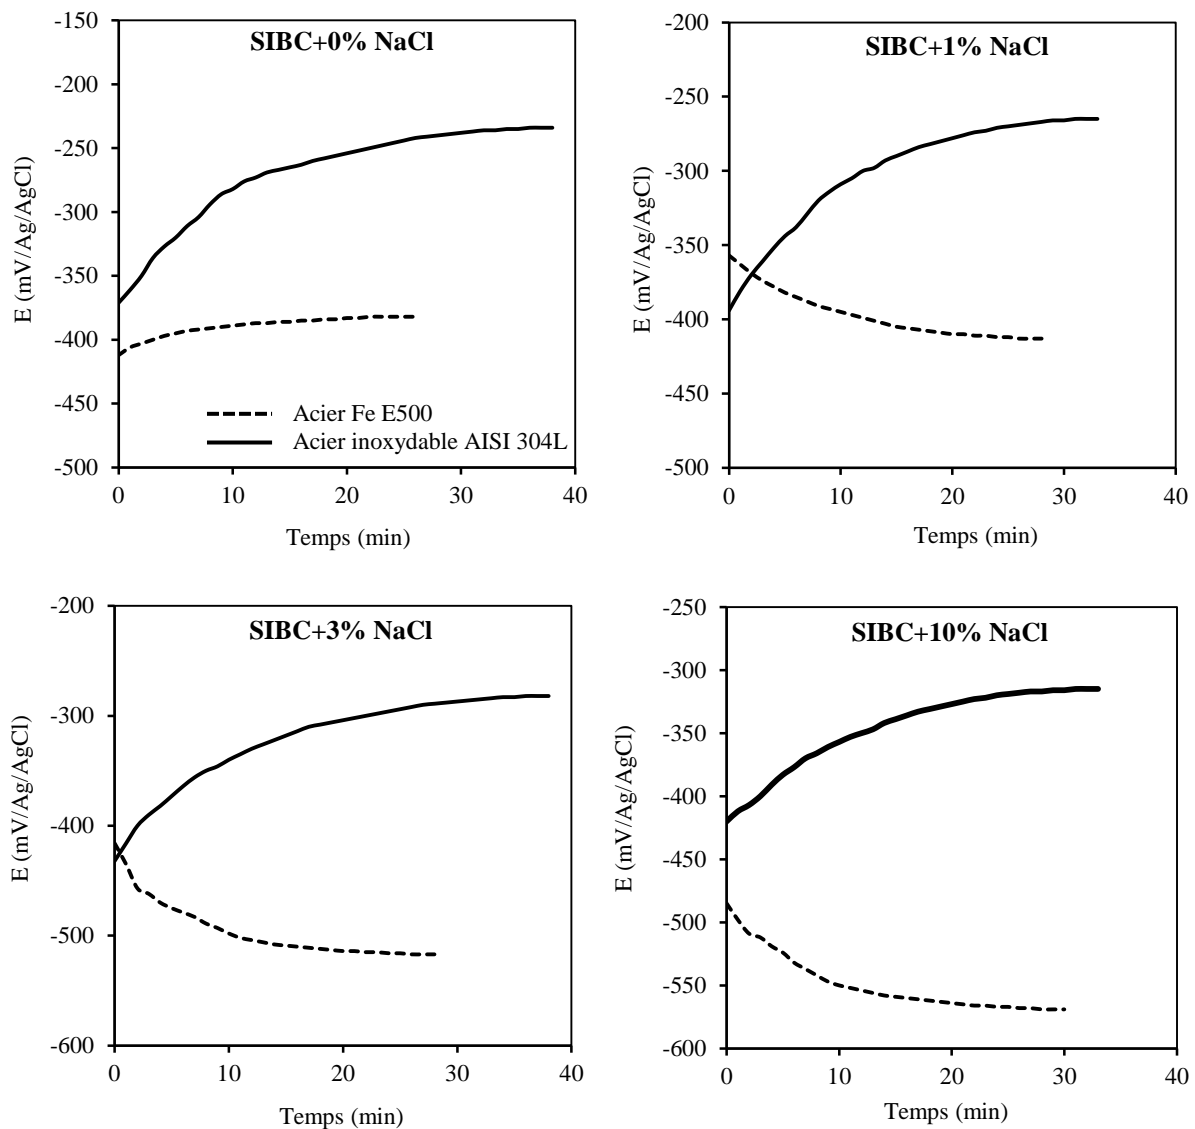 SIBC+0% NaCl
E (mV/Ag/AgCl)
-150
-200
-250
-300
-350
-400
-450
-500
Acier Fe E500
Acier inoxydable AISI 304L
0 10 20 30 40
Temps (min)
SIBC+1% NaCl
E (mV/Ag/AgCl)
-200
-250
-300
-350
-400
-450
-500
0 10 20 30 40
Temps (min)
SIBC+3% NaCl
E (mV/Ag/AgCl)
-200
-300
-400
-500
-600
0 10 20 30 40
Temps (min)
SIBC+10% NaCl
E (mV/Ag/AgCl)
-250
-300
-350
-400
-450
-500
-550
-600
0 10 20 30 40
Temps (min)